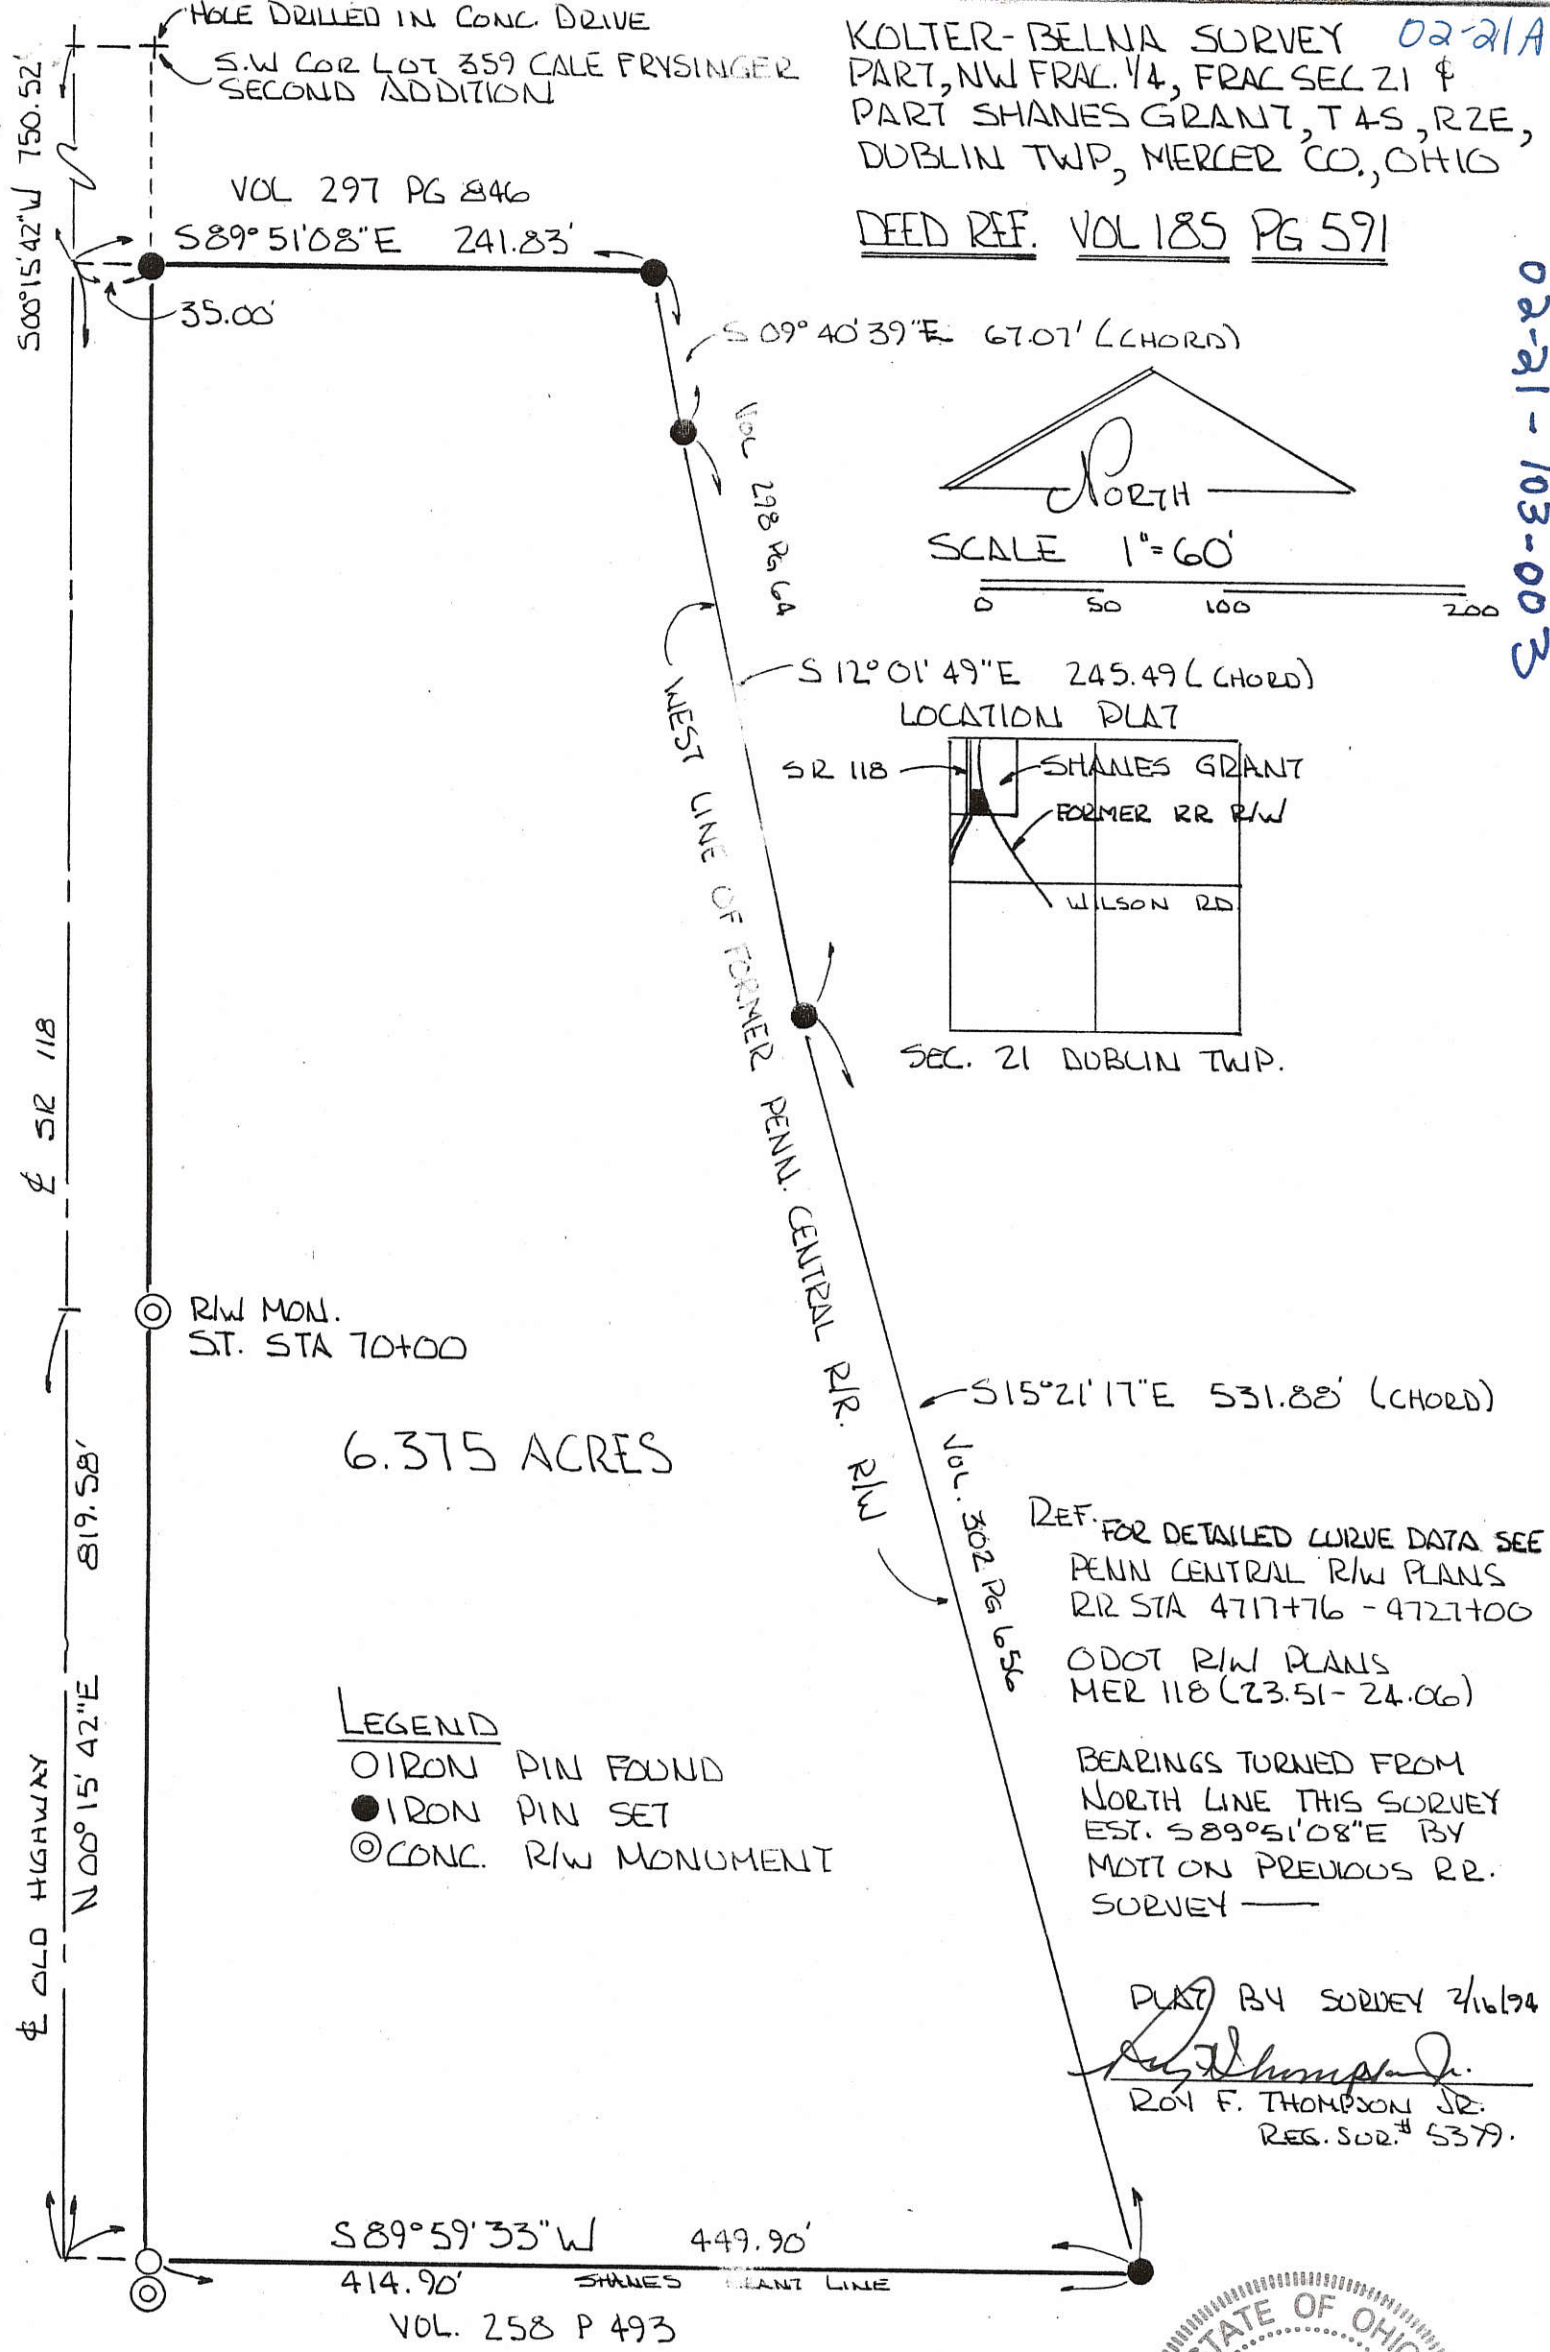 HOLE DRILLED IN CONC. DRIVE
S.W COR LOT 359 CALE FRYSINGER
SECOND ADDITION
KOLTER-BELNA SURVEY 02-21A
PART, NW FRAC. 1/4, FRAC SEC 21 &
PART SHANES GRANT, T4S, R2E,
DUBLIN TWP, MERCER CO., OHIO
DEED REF. VOL 185 PG 591
02-21-103-003
S00°15'42"W 750.52'
VOL 297 PG 846
S89°51'08"E 241.83'
35.00'
S 09°40'39"E 67.07' (CHORD)
VOL 298 PG 64
NORTH
SCALE 1"=60'
0 50 100 200
S 12°01'49"E 245.49 (CHORD)
LOCATION PLAT
SR 118
SHANES GRANT
FORMER RR R/W
WILSON RD
SEC. 21 DUBLIN TWP.
WEST LINE OF FORMER PENN. CENTRAL R/R. R/W
℄ SR 118
R/W MON.
S.T. STA 70+00
S15°21'17"E 531.88' (CHORD)
6.375 ACRES
VOL. 302 PG 656
REF. FOR DETAILED CURVE DATA SEE
PENN CENTRAL R/W PLANS
RR STA 4717+76 - 4727+00
ODOT R/W PLANS
MER 118 (23.51-24.06)
N 00°15'42"E 819.58'
℄ OLD HIGHWAY
LEGEND
O IRON PIN FOUND
● IRON PIN SET
◎ CONC. R/W MONUMENT
BEARINGS TURNED FROM
NORTH LINE THIS SURVEY
EST. S89°51'08"E BY
MOTT ON PREVIOUS RR.
SURVEY —
PLAT BY SURVEY 2/16/94
Roy F. Thompson Jr.
ROY F. THOMPSON JR.
REG. SUR.# 5379.
S89°59'33"W 449.90'
414.90' SHANES GRANT LINE
VOL. 258 P 493
STATE OF OHIO